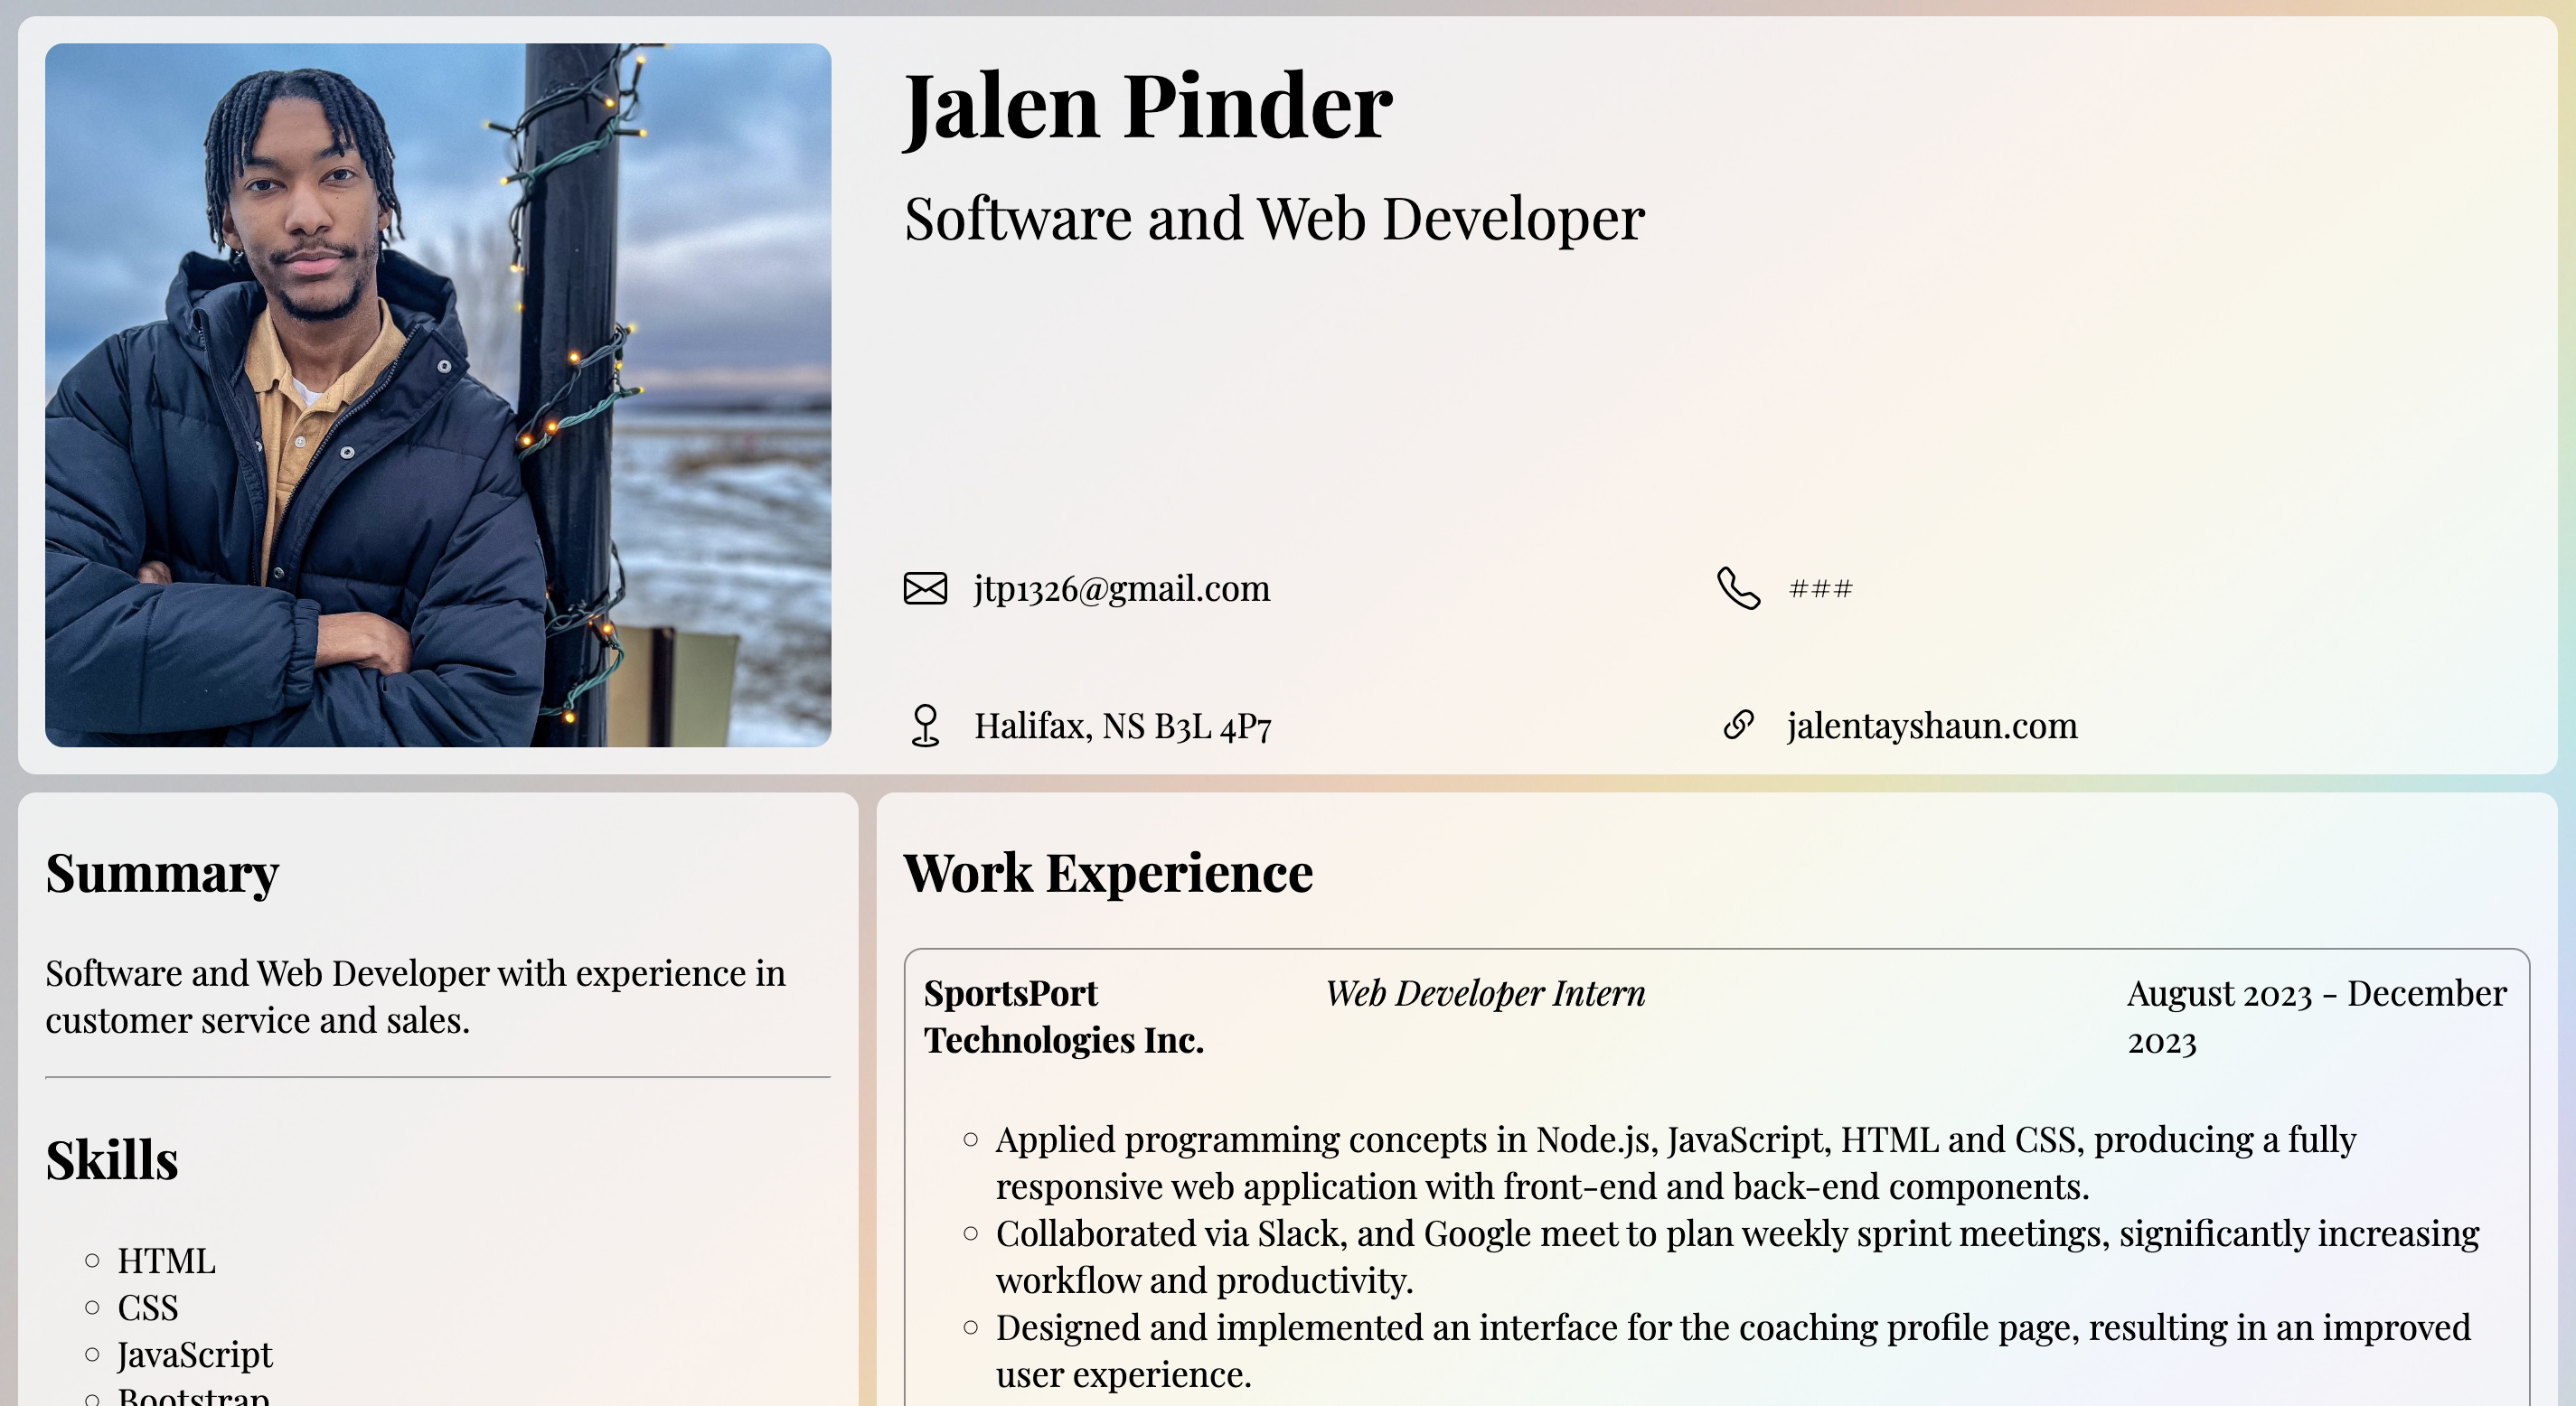 Jalen Pinder
Software and Web Developer
jtp1326@gmail.com
###
Halifax, NS B3L 4P7
jalentayshaun.com
Summary
Software and Web Developer with experience in
customer service and sales.
Skills
HTML
CSS
JavaScript
Bootstrap
Work Experience
SportsPort
Technologies Inc.
Web Developer Intern
August 2023 - December
2023
Applied programming concepts in Node.js, JavaScript, HTML and CSS, producing a fully
responsive web application with front-end and back-end components.
Collaborated via Slack, and Google meet to plan weekly sprint meetings, significantly increasing
workflow and productivity.
Designed and implemented an interface for the coaching profile page, resulting in an improved
user experience.